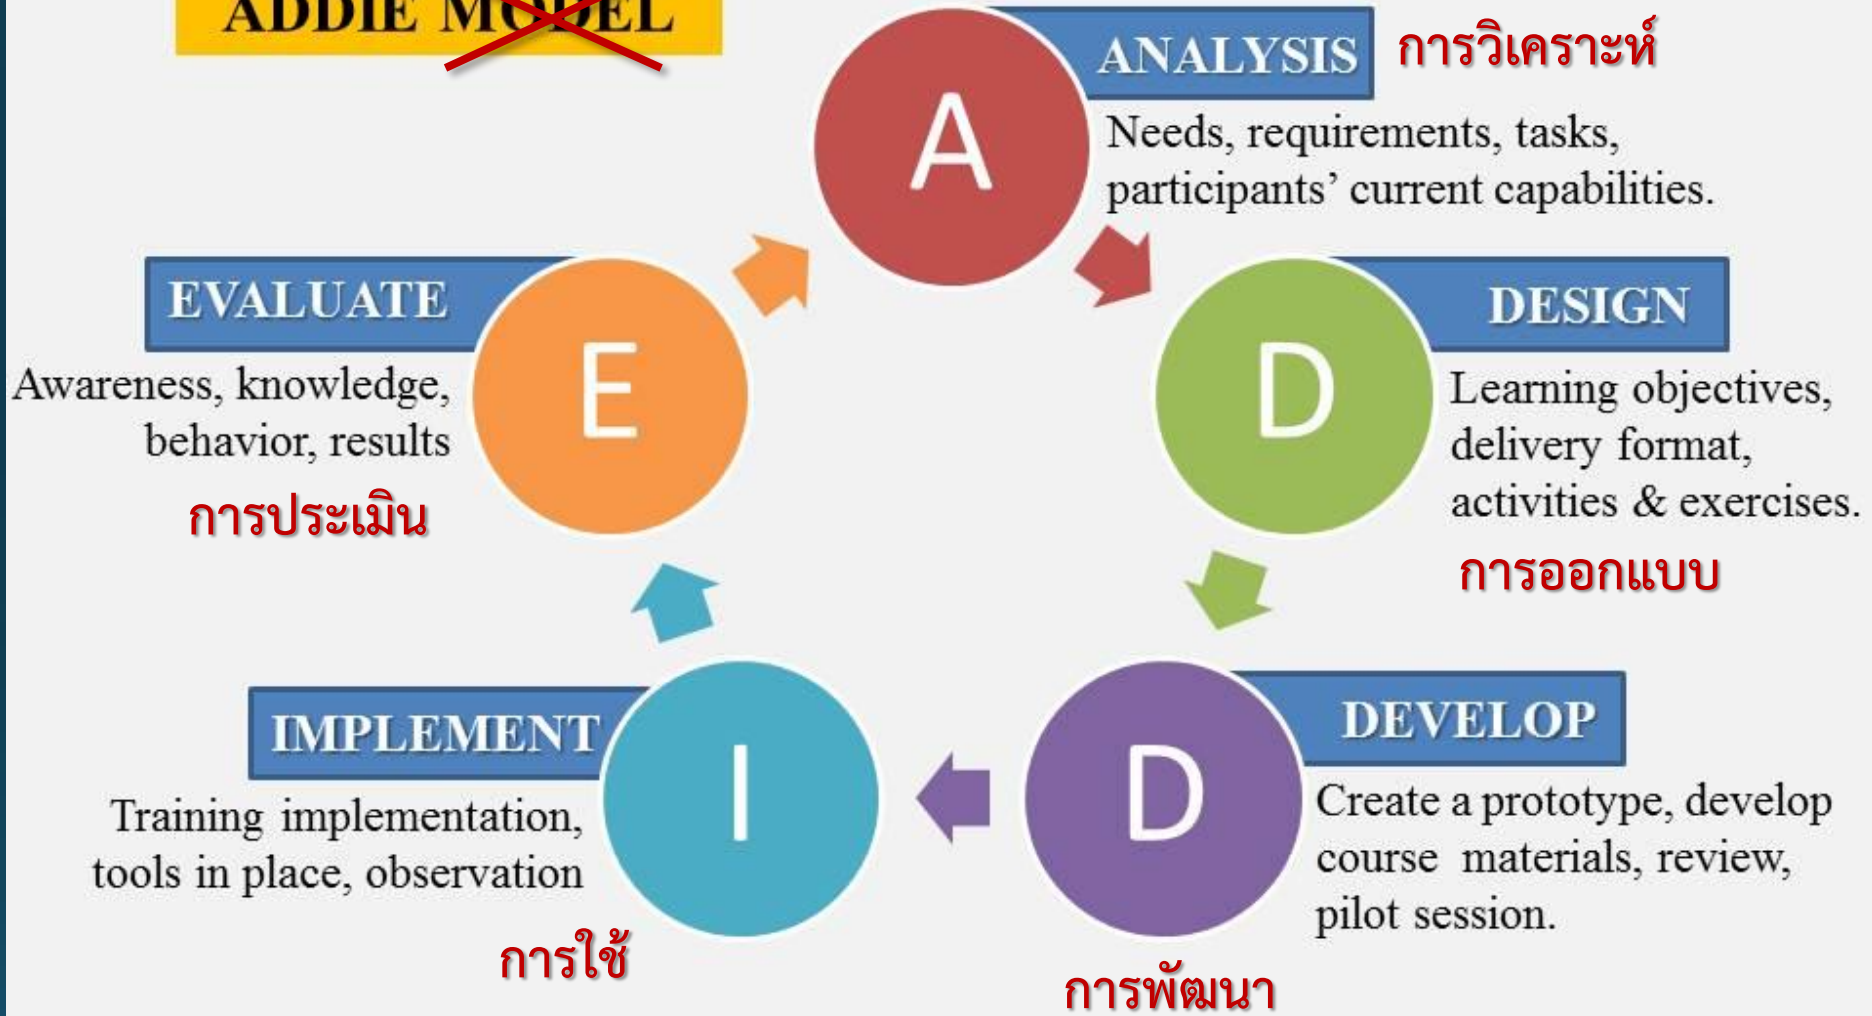 ADDIE MODEL
A
ANALYSIS
การวิเคราะห์
Needs, requirements, tasks,
participants’ current capabilities.
D
DESIGN
Learning objectives,
delivery format,
activities & exercises.
การออกแบบ
D
DEVELOP
Create a prototype, develop
course materials, review,
pilot session.
การพัฒนา
I
IMPLEMENT
Training implementation,
tools in place, observation
การใช้
E
EVALUATE
Awareness, knowledge,
behavior, results
การประเมิน